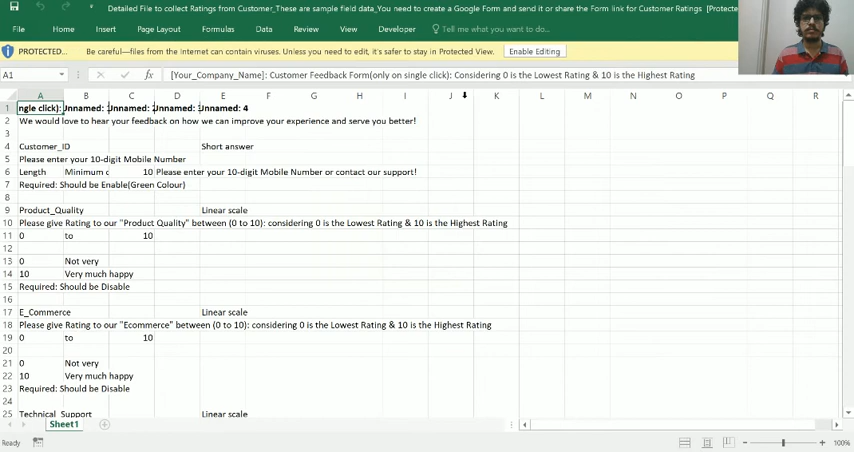 Detailed File to collect Ratings from Customer_These are sample field data_You need to create a Google Form and send it or share the Form link for Customer Ratings [Protec
File Home Insert Page Layout Formulas Data Review View Developer Tell me what you want to do...
PROTECTED... Be careful—files from the Internet can contain viruses. Unless you need to edit, it's safer to stay in Protected View. Enable Editing
A1 fx [Your_Company_Name]: Customer Feedback Form(only on single click): Considering 0 is the Lowest Rating & 10 is the Highest Rating
A B C D E F G H I J K L M N O P Q R
1 ngle click): Unnamed: Unnamed: Unnamed: Unnamed: 4
2 We would love to hear your feedback on how we can improve your experience and serve you better!
3
4 Customer_ID Short answer
5 Please enter your 10-digit Mobile Number
6 Length Minimum c 10 Please enter your 10-digit Mobile Number or contact our support!
7 Required: Should be Enable(Green Colour)
8
9 Product_Quality Linear scale
10 Please give Rating to our "Product Quality" between (0 to 10): considering 0 is the Lowest Rating & 10 is the Highest Rating
11 0 to 10
12
13 0 Not very
14 10 Very much happy
15 Required: Should be Disable
16
17 E_Commerce Linear scale
18 Please give Rating to our "Ecommerce" between (0 to 10): considering 0 is the Lowest Rating & 10 is the Highest Rating
19 0 to 10
20
21 0 Not very
22 10 Very much happy
23 Required: Should be Disable
24
25 Technical_Support Linear scale
Sheet1
Ready 100%